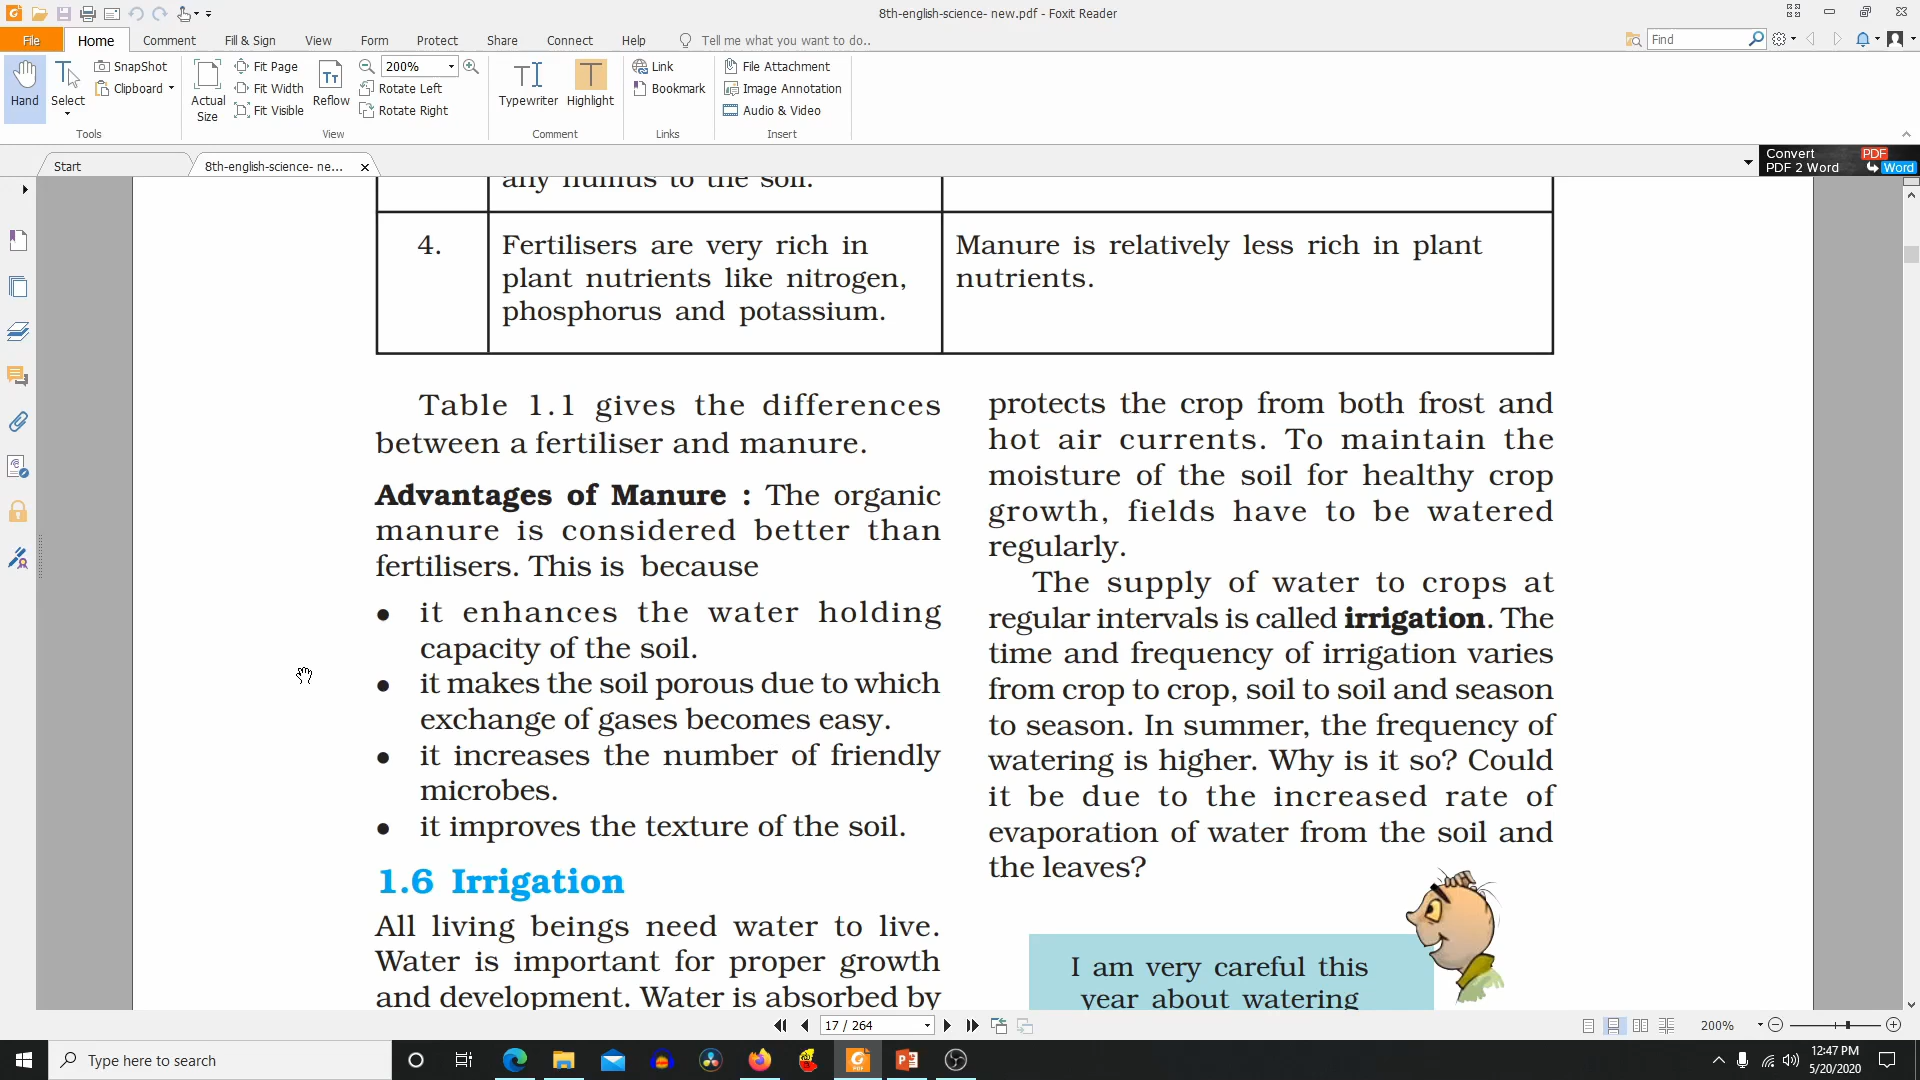 8th-english-science- new.pdf - Foxit Reader
File Home Comment Fill & Sign View Form Protect Share Connect Help Tell me what you want to do.. Find
Hand
Select
SnapShot
Clipboard
Tools
Actual
Size
Fit Page
Fit Width
Fit Visible
Reflow
200%
Rotate Left
Rotate Right
View
Typewriter
Highlight
Comment
Link
Bookmark
Links
File Attachment
Image Annotation
Audio & Video
Insert
Start
8th-english-science- ne...
Convert PDF
PDF 2 Word Word
any humus to the soil.
4.
Fertilisers are very rich in
plant nutrients like nitrogen,
phosphorus and potassium.
Manure is relatively less rich in plant
nutrients.
Table 1.1 gives the differences
between a fertiliser and manure.
Advantages of Manure : The organic
manure is considered better than
fertilisers. This is because
• it enhances the water holding
capacity of the soil.
• it makes the soil porous due to which
exchange of gases becomes easy.
• it increases the number of friendly
microbes.
• it improves the texture of the soil.
1.6 Irrigation
All living beings need water to live.
Water is important for proper growth
and development. Water is absorbed by
protects the crop from both frost and
hot air currents. To maintain the
moisture of the soil for healthy crop
growth, fields have to be watered
regularly.
The supply of water to crops at
regular intervals is called irrigation. The
time and frequency of irrigation varies
from crop to crop, soil to soil and season
to season. In summer, the frequency of
watering is higher. Why is it so? Could
it be due to the increased rate of
evaporation of water from the soil and
the leaves?
I am very careful this
year about watering
17 / 264
200%
Type here to search
12:47 PM
5/20/2020